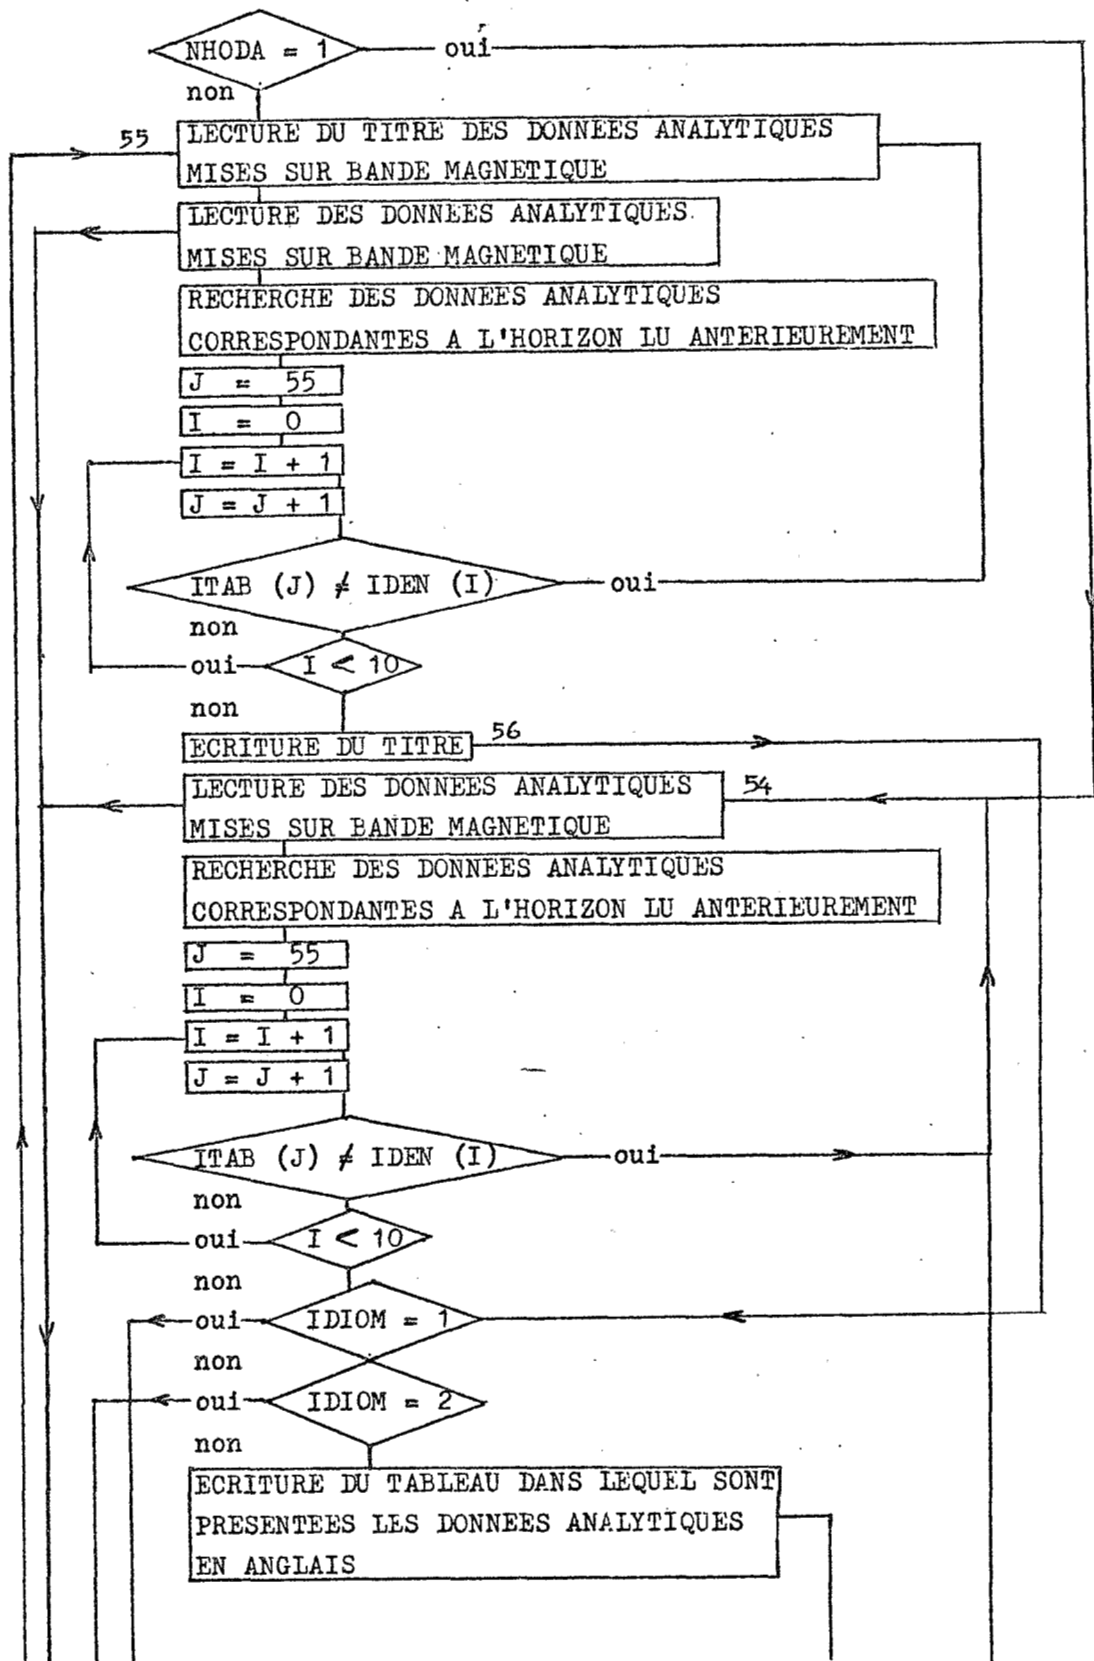 NHODA = 1
oui
non
55
LECTURE DU TITRE DES DONNEES ANALYTIQUES
MISES SUR BANDE MAGNETIQUE
LECTURE DES DONNEES ANALYTIQUES
MISES SUR BANDE MAGNETIQUE
RECHERCHE DES DONNEES ANALYTIQUES
CORRESPONDANTES A L'HORIZON LU ANTERIEUREMENT
J = 55
I = 0
I = I + 1
J = J + 1
ITAB (J) ≠ IDEN (I)
oui
non
oui
I < 10
non
ECRITURE DU TITRE
56
LECTURE DES DONNEES ANALYTIQUES
MISES SUR BANDE MAGNETIQUE
54
RECHERCHE DES DONNEES ANALYTIQUES
CORRESPONDANTES A L'HORIZON LU ANTERIEUREMENT
J = 55
I = 0
I = I + 1
J = J + 1
ITAB (J) ≠ IDEN (I)
oui
non
oui
I < 10
non
oui
IDIOM = 1
non
oui
IDIOM = 2
non
ECRITURE DU TABLEAU DANS LEQUEL SONT
PRESENTEES LES DONNEES ANALYTIQUES
EN ANGLAIS